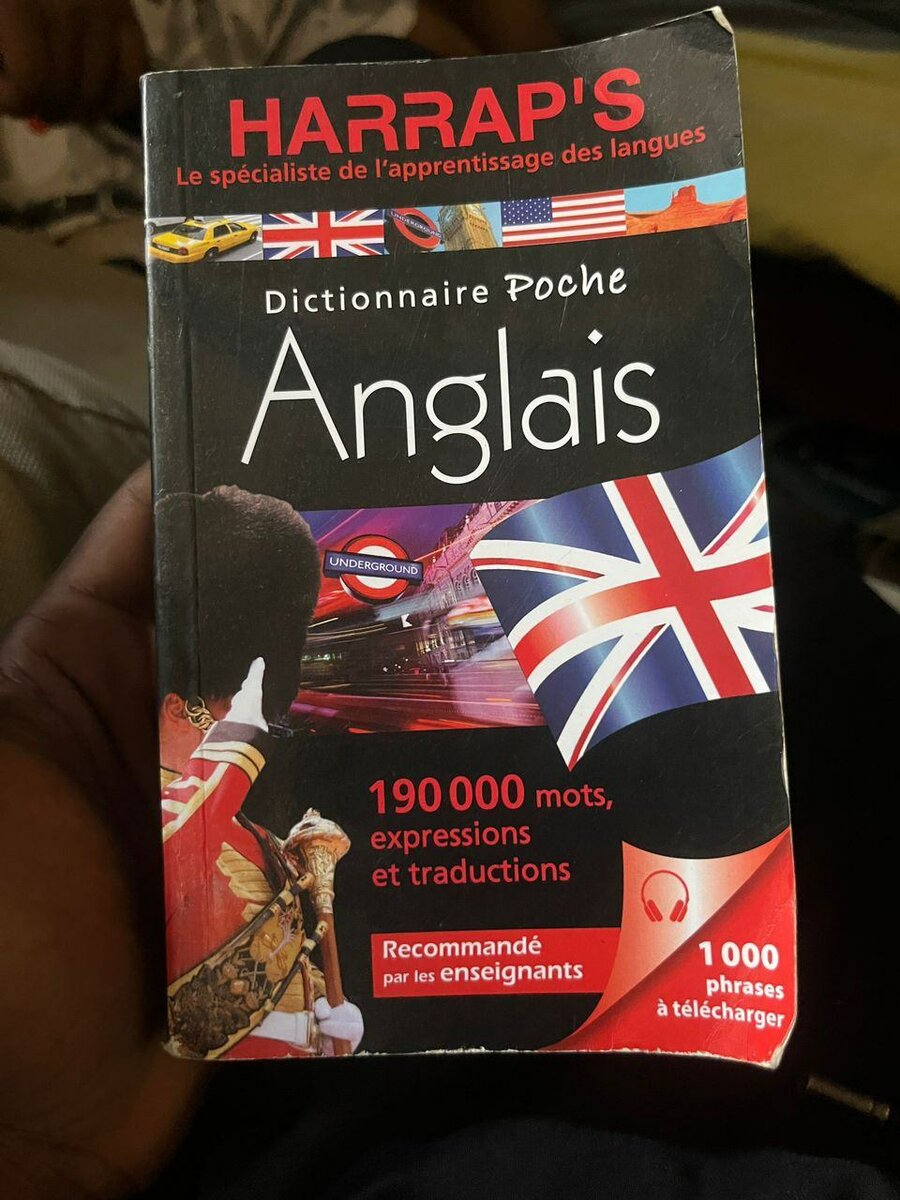 HARRAP'S
Le spécialiste de l'apprentissage des langues
UNDERGROUND
Dictionnaire Poche
Anglais
UNDERGROUND
190 000 mots,
expressions
et traductions
Recommandé
par les enseignants
1 000
phrases
à télécharger